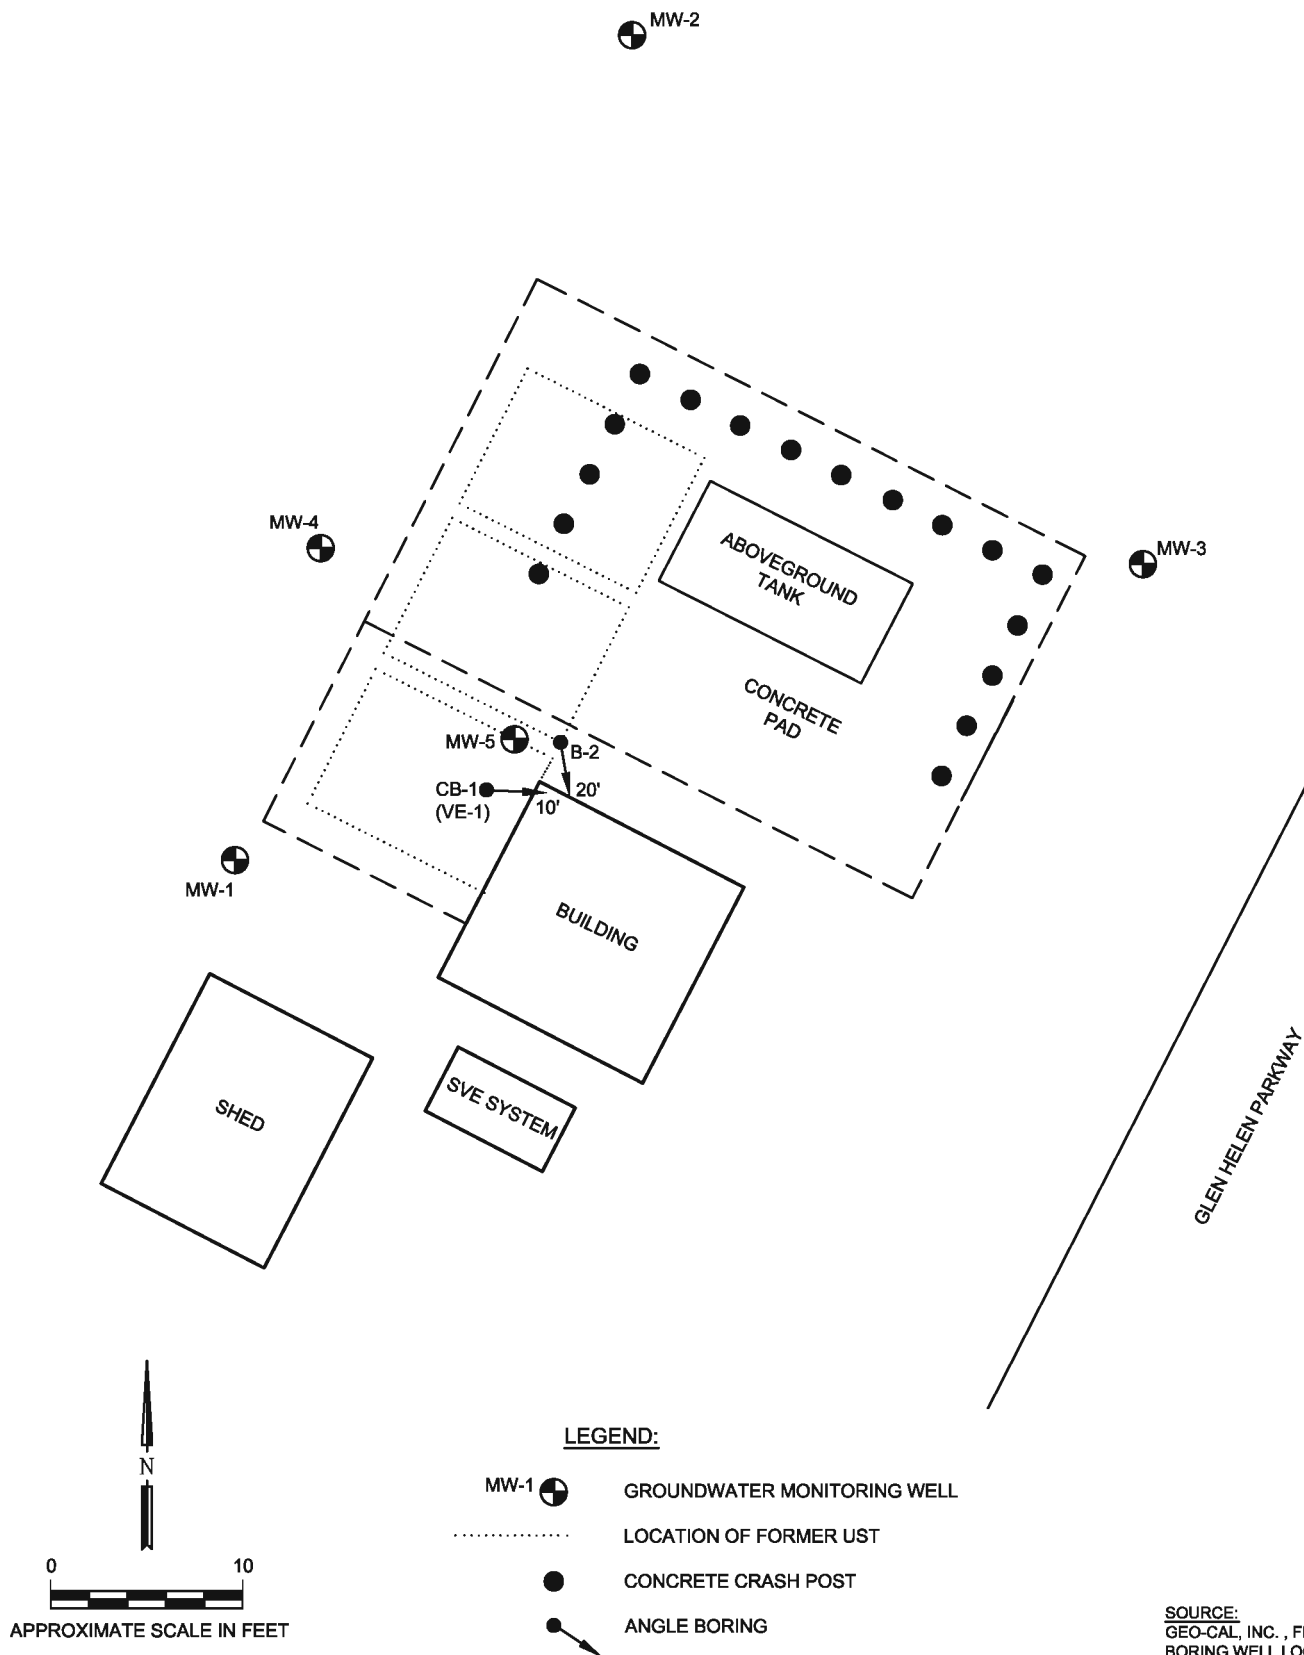 MW-2
MW-4
MW-3
ABOVEGROUND
TANK
CONCRETE
PAD
MW-5
B-2
CB-1
(VE-1)
10'
20'
MW-1
BUILDING
SHED
SVE SYSTEM
GLEN HELEN PARKWAY
N
0 10
APPROXIMATE SCALE IN FEET
LEGEND:
MW-1 GROUNDWATER MONITORING WELL
LOCATION OF FORMER UST
CONCRETE CRASH POST
ANGLE BORING
SOURCE:
GEO-CAL, INC. ,
BORING WELL